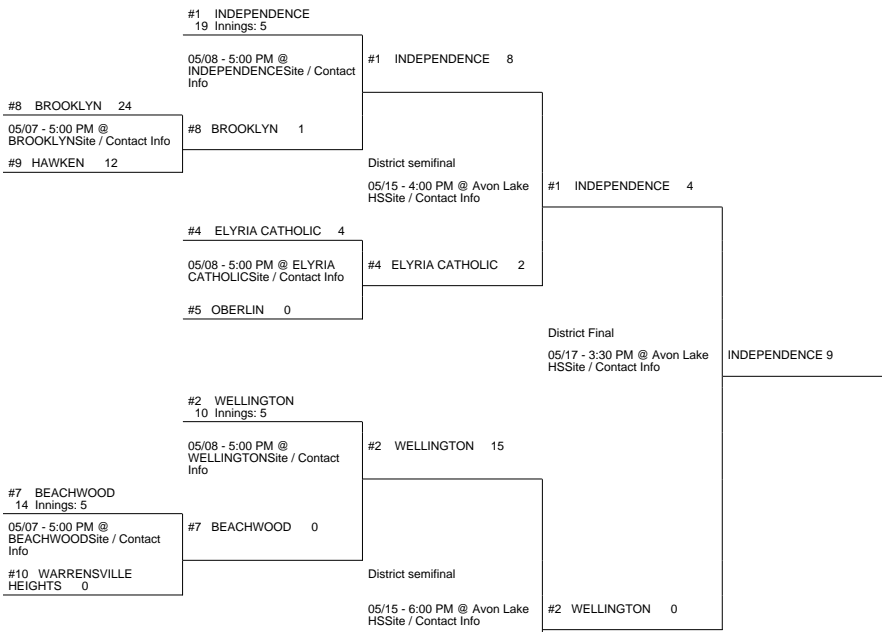 #1 INDEPENDENCE
19 Innings: 5
05/08 - 5:00 PM @
INDEPENDENCESite / Contact
Info
#1 INDEPENDENCE 8
#8 BROOKLYN 24
05/07 - 5:00 PM @
BROOKLYNSite / Contact Info
#9 HAWKEN 12
#8 BROOKLYN 1
District semifinal
05/15 - 4:00 PM @ Avon Lake
HSSite / Contact Info
#1 INDEPENDENCE 4
#4 ELYRIA CATHOLIC 4
05/08 - 5:00 PM @ ELYRIA
CATHOLICSite / Contact Info
#4 ELYRIA CATHOLIC 2
#5 OBERLIN 0
District Final
05/17 - 3:30 PM @ Avon Lake
HSSite / Contact Info
INDEPENDENCE 9
#2 WELLINGTON
10 Innings: 5
05/08 - 5:00 PM @
WELLINGTONSite / Contact
Info
#2 WELLINGTON 15
#7 BEACHWOOD
14 Innings: 5
05/07 - 5:00 PM @
BEACHWOODSite / Contact
Info
#7 BEACHWOOD 0
#10 WARRENSVILLE
HEIGHTS 0
District semifinal
05/15 - 6:00 PM @ Avon Lake
HSSite / Contact Info
#2 WELLINGTON 0